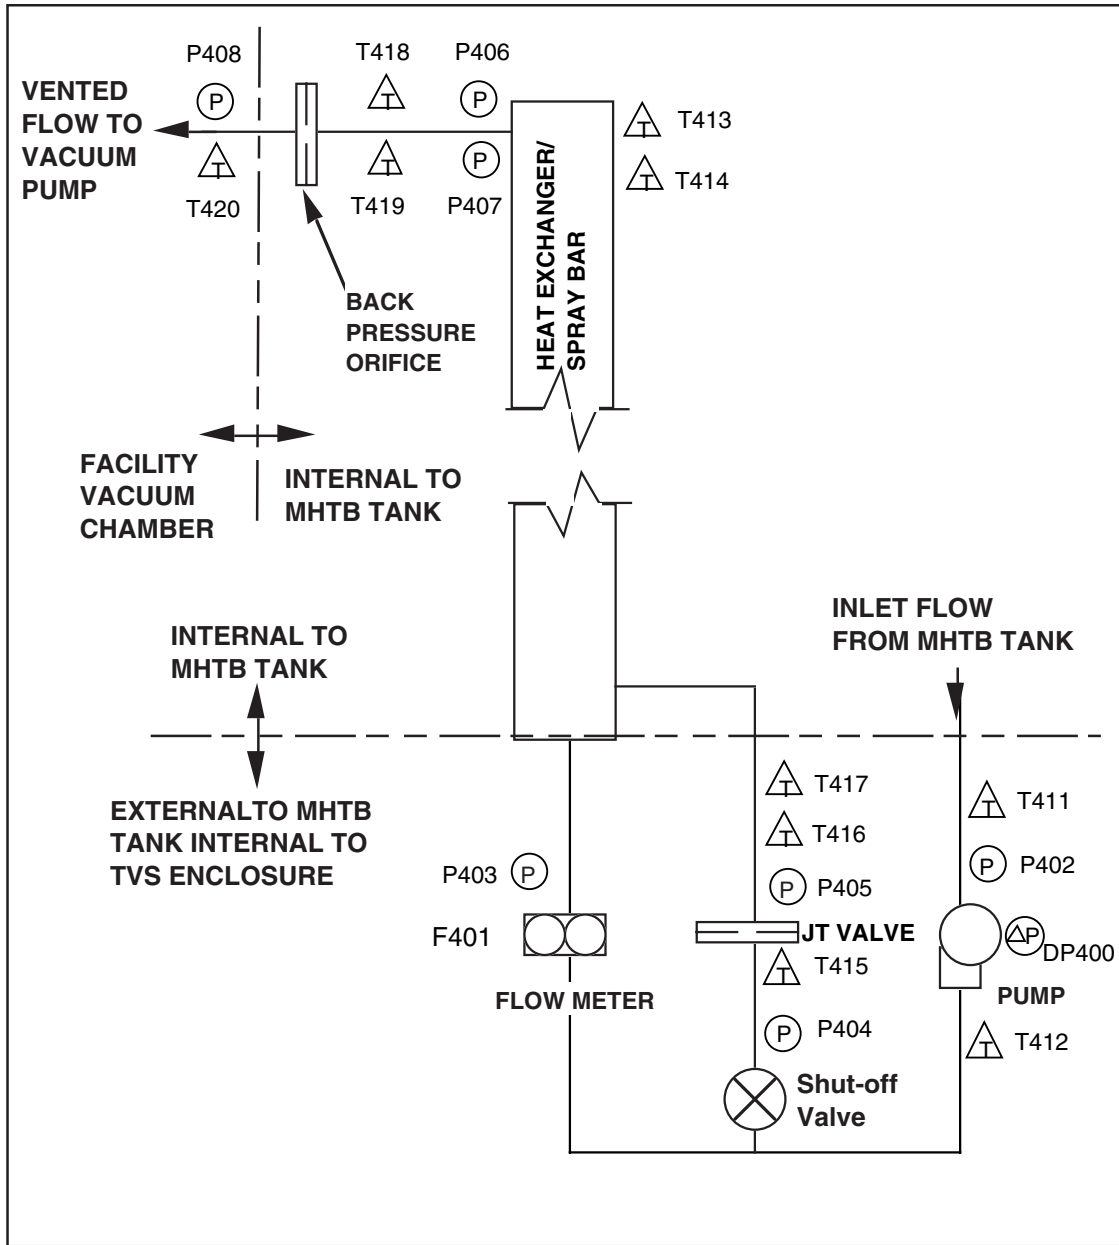 P408
T418
P406
VENTED
FLOW TO
VACUUM
PUMP
P
T
P
T
T413
T
P
T
T414
T420
T419
P407
HEAT EXCHANGER/
SPRAY BAR
BACK
PRESSURE
ORIFICE
FACILITY
VACUUM
CHAMBER
INTERNAL TO
MHTB TANK
INTERNAL TO
MHTB TANK
INLET FLOW
FROM MHTB TANK
EXTERNALTO MHTB
TANK INTERNAL TO
TVS ENCLOSURE
T T417
T T416
T T411
P403 P
P P405
P P402
F401
JT VALVE
△P DP400
T T415
FLOW METER
PUMP
P P404
T T412
Shut-off
Valve